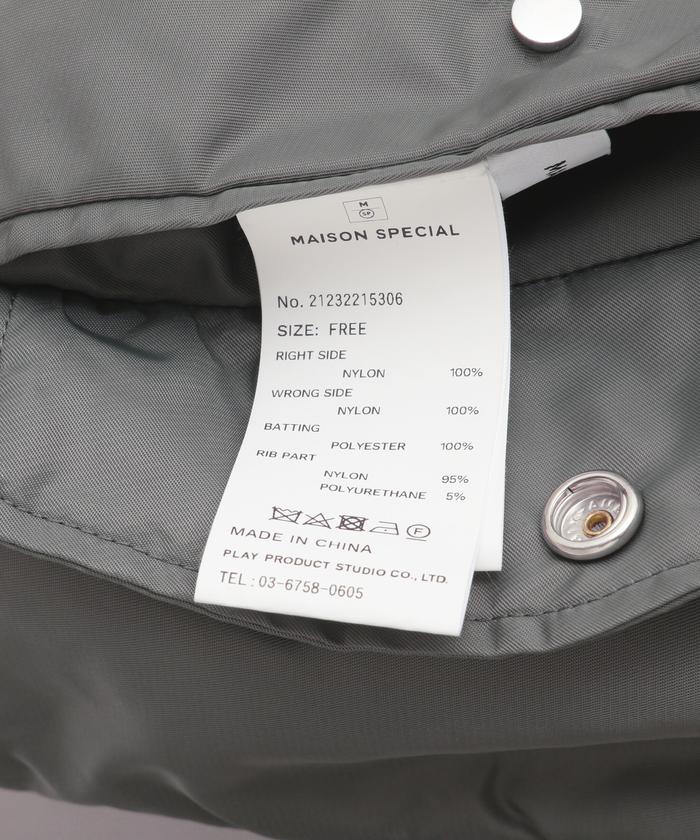 M
SP
MAISON SPECIAL
No. 21232215306
SIZE: FREE
RIGHT SIDE
NYLON 100%
WRONG SIDE
NYLON 100%
BATTING
POLYESTER 100%
RIB PART
NYLON 95%
POLYURETHANE 5%
F
MADE IN CHINA
PLAY PRODUCT STUDIO CO., LTD.
TEL : 03-6758-0605